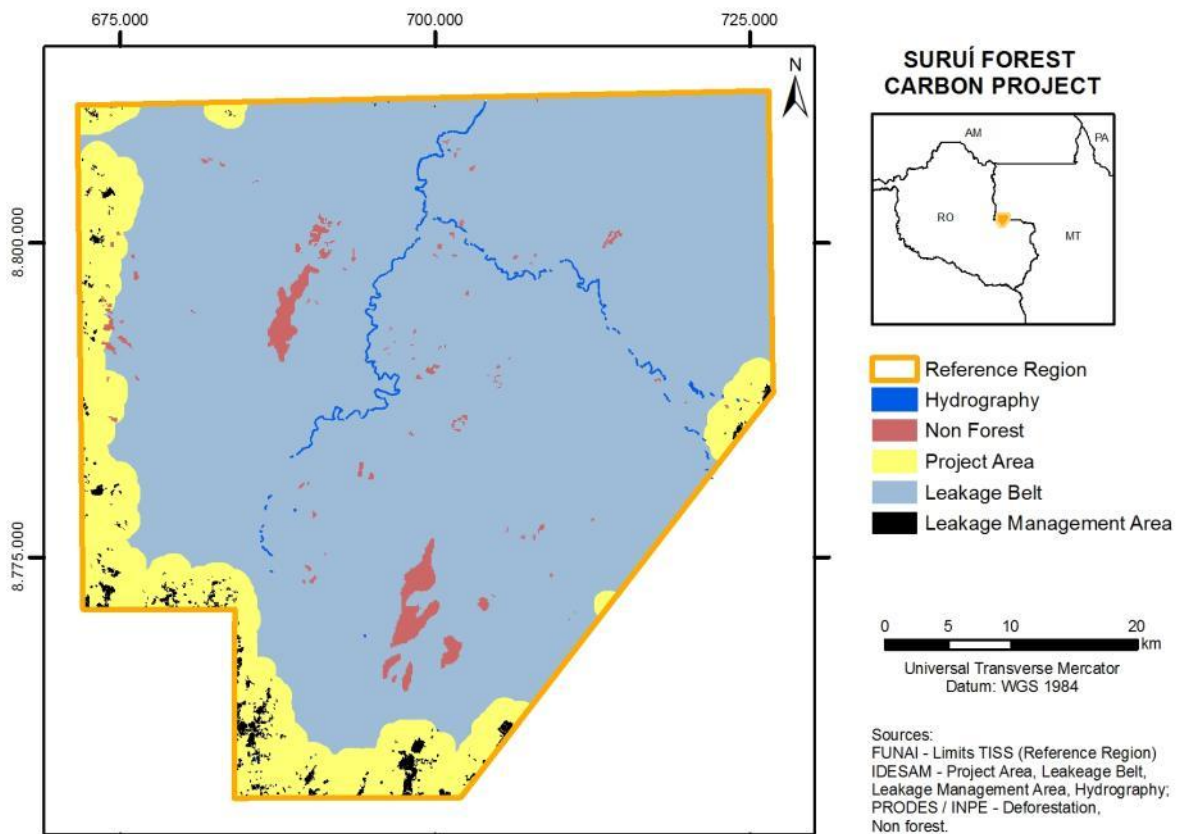 675.000
700.000
725.000
8.800.000
8.775.000
N
SURUÍ FOREST
CARBON PROJECT
AM
PA
RO
MT
Reference Region
Hydrography
Non Forest
Project Area
Leakage Belt
Leakage Management Area
0 5 10 20
km
Universal Transverse Mercator
Datum: WGS 1984
Sources:
FUNAI - Limits TISS (Reference Region)
IDESAM - Project Area, Leakeage Belt,
Leakage Management Area, Hydrography;
PRODES / INPE - Deforestation,
Non forest.